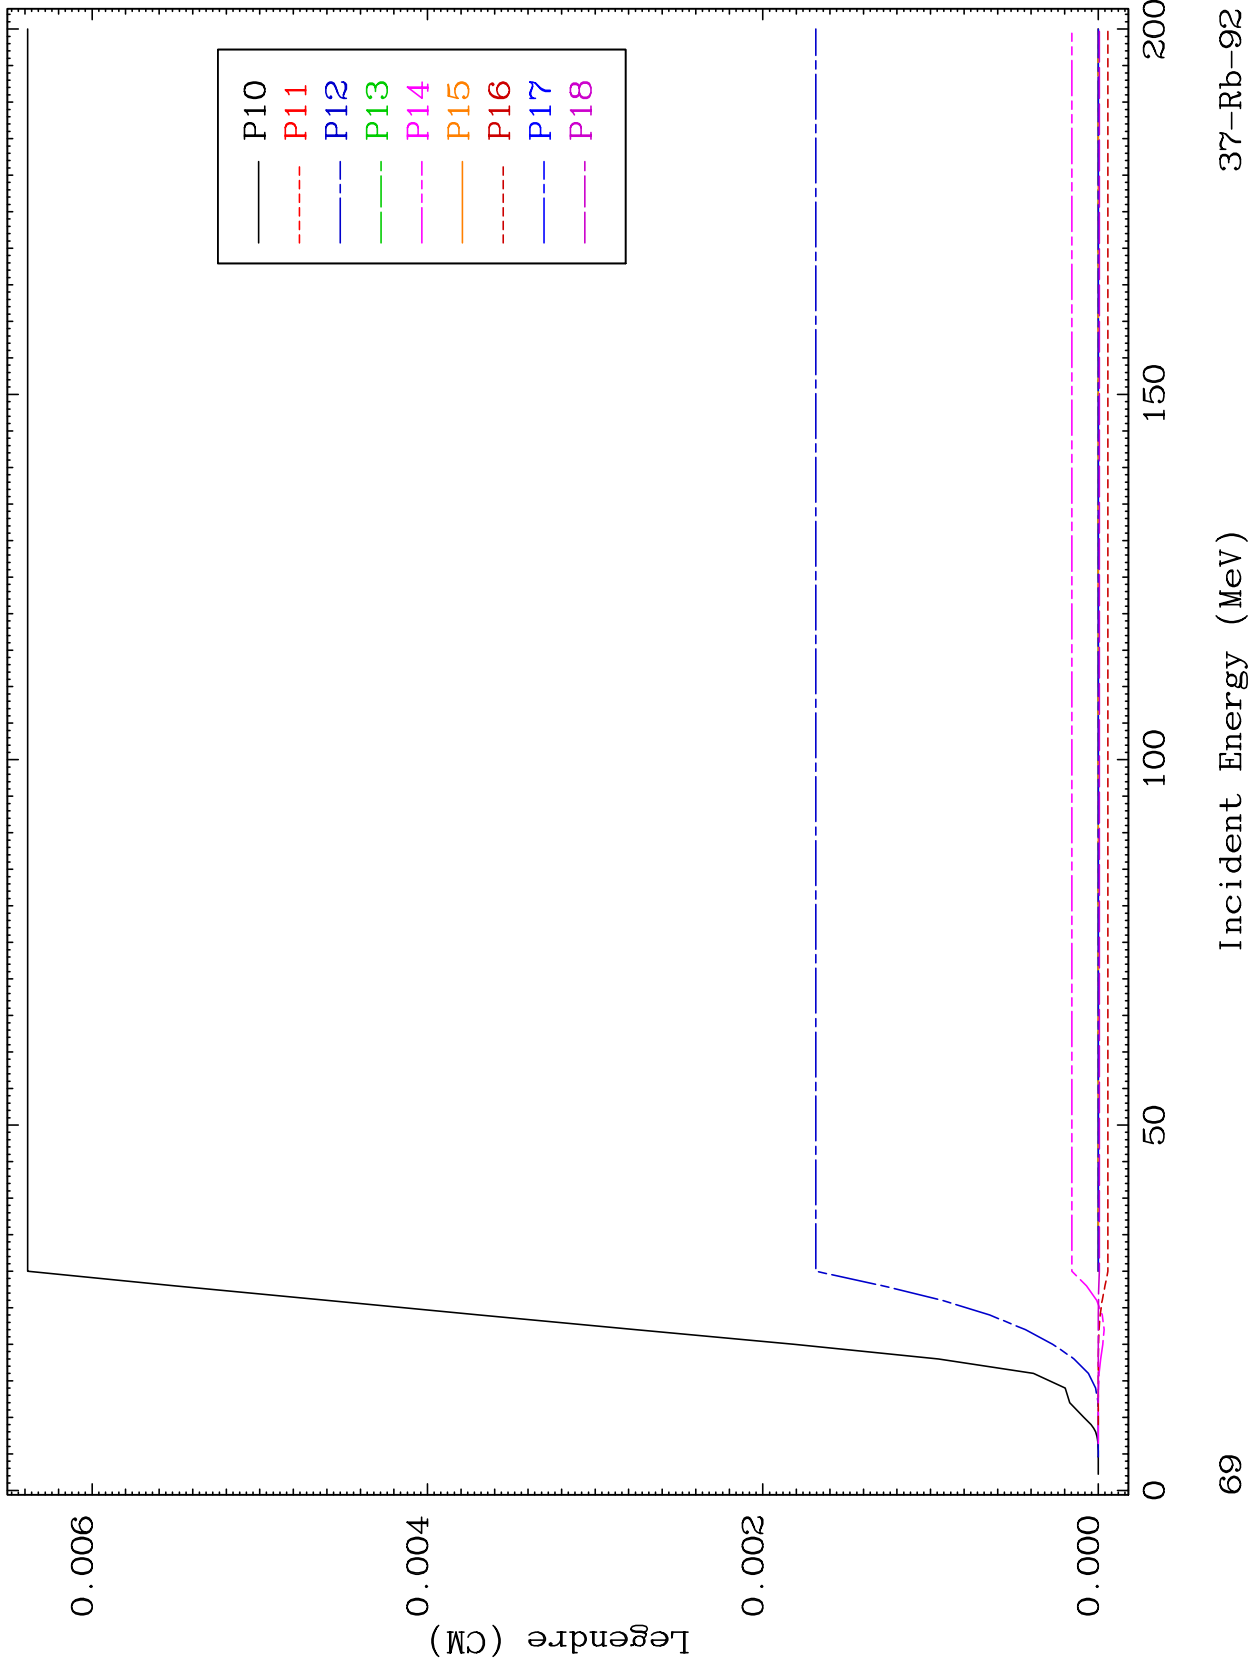 Legendre (CM)
0.006
0.004
0.002
0.000
P10
P11
P12
P13
P14
P15
P16
P17
P18
0
50
100
150
200
69
Incident Energy (MeV)
37-Rb-92